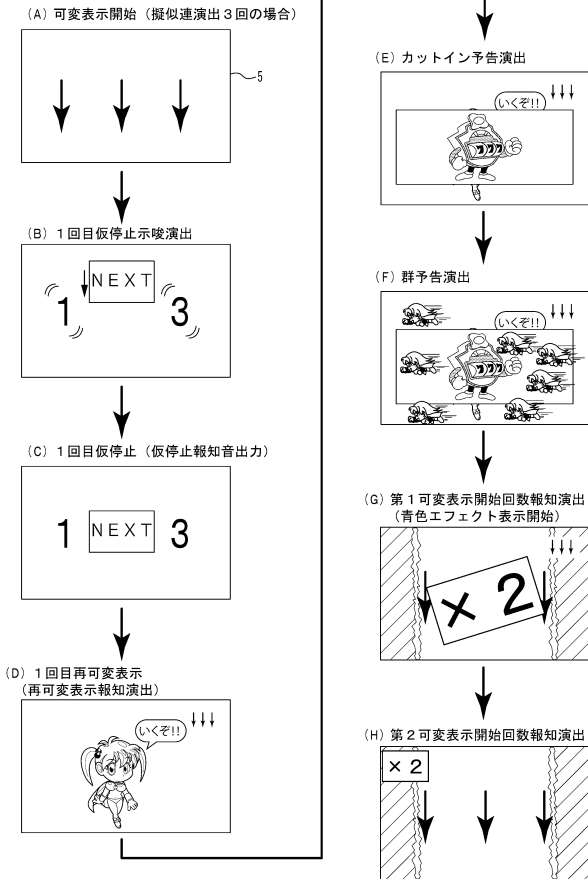 (A) 可変表示開始（擬似連演出３回の場合）
5
(B) １回目仮停止示唆演出
1 NEXT 3
(C) １回目仮停止（仮停止報知音出力）
1 NEXT 3
(D) １回目再可変表示
（再可変表示報知演出）
いくぞ!!
(E) カットイン予告演出
いくぞ!!
777
(F) 群予告演出
いくぞ!!
777
(G) 第１可変表示開始回数報知演出
（青色エフェクト表示開始）
× 2
(H) 第２可変表示開始回数報知演出
× 2